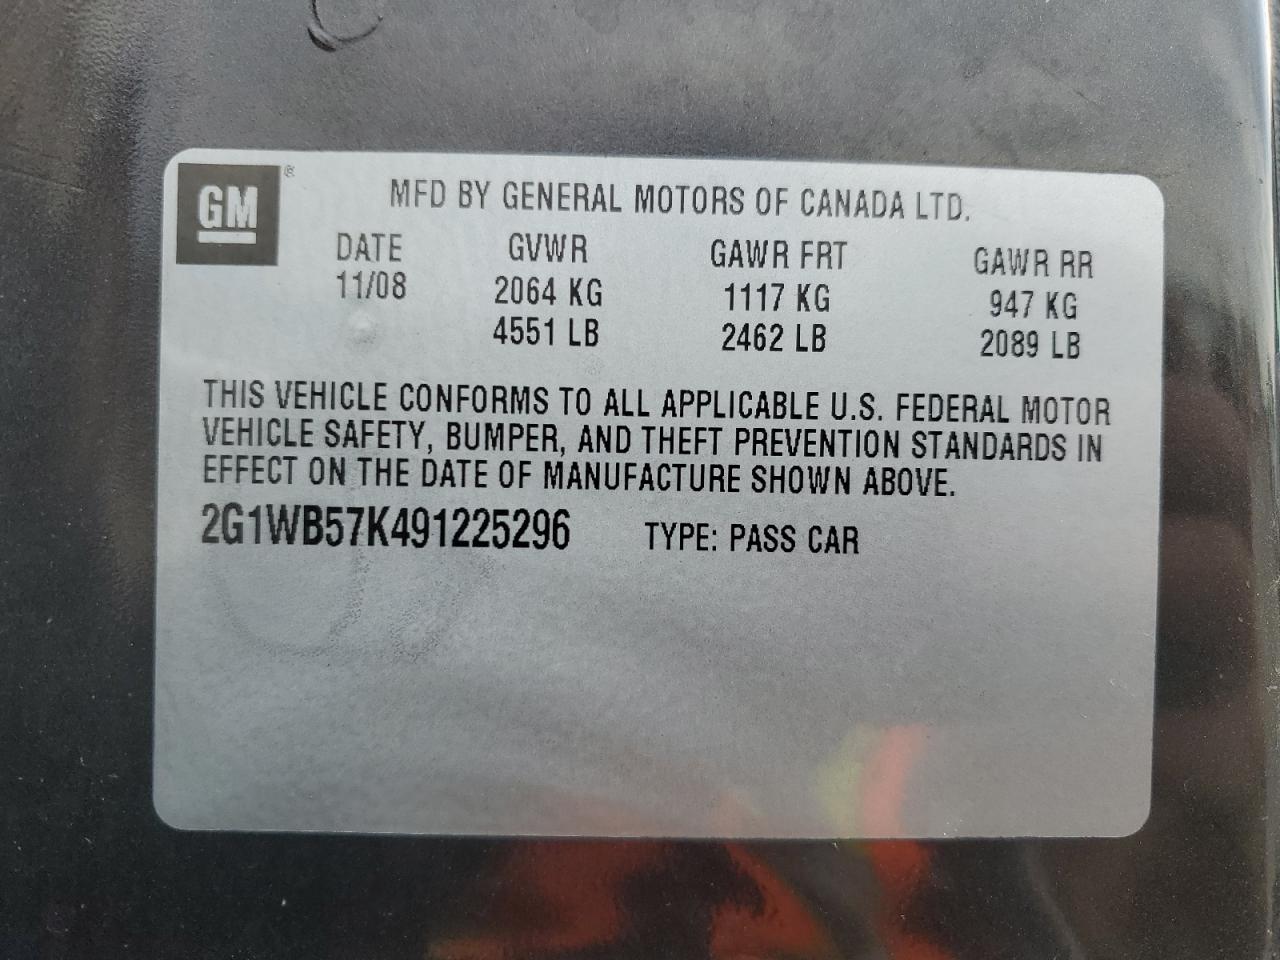 GM ®
MFD BY GENERAL MOTORS OF CANADA LTD.
DATE GVWR GAWR FRT GAWR RR
11/08 2064 KG 1117 KG 947 KG
4551 LB 2462 LB 2089 LB
THIS VEHICLE CONFORMS TO ALL APPLICABLE U.S. FEDERAL MOTOR
VEHICLE SAFETY, BUMPER, AND THEFT PREVENTION STANDARDS IN
EFFECT ON THE DATE OF MANUFACTURE SHOWN ABOVE.
2G1WB57K491225296 TYPE: PASS CAR